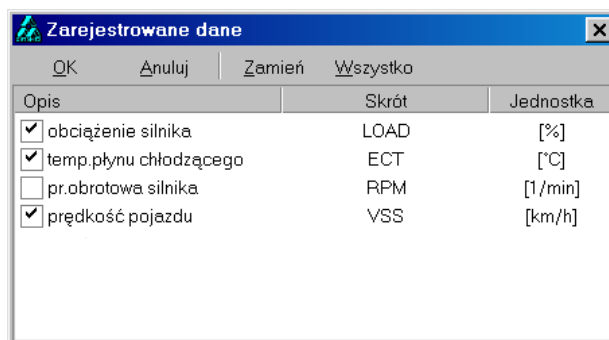 Zarejestrowane dane
OK Anuluj Zamień Wszystko
Opis Skrót Jednostka
obciążenie silnika LOAD [%]
temp.płynu chłodzącego ECT [°C]
pr.obrotowa silnika RPM [1/min]
prędkość pojazdu VSS [km/h]